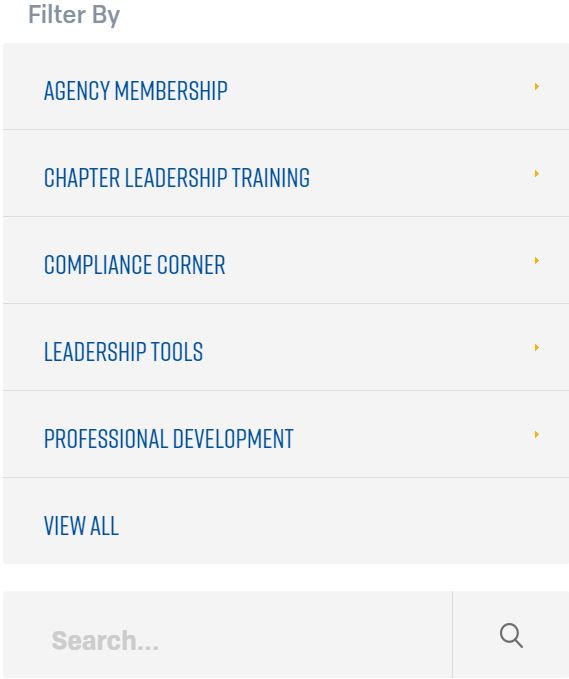 Filter By
AGENCY MEMBERSHIP
CHAPTER LEADERSHIP TRAINING
COMPLIANCE CORNER
LEADERSHIP TOOLS
PROFESSIONAL DEVELOPMENT
VIEW ALL
Search...